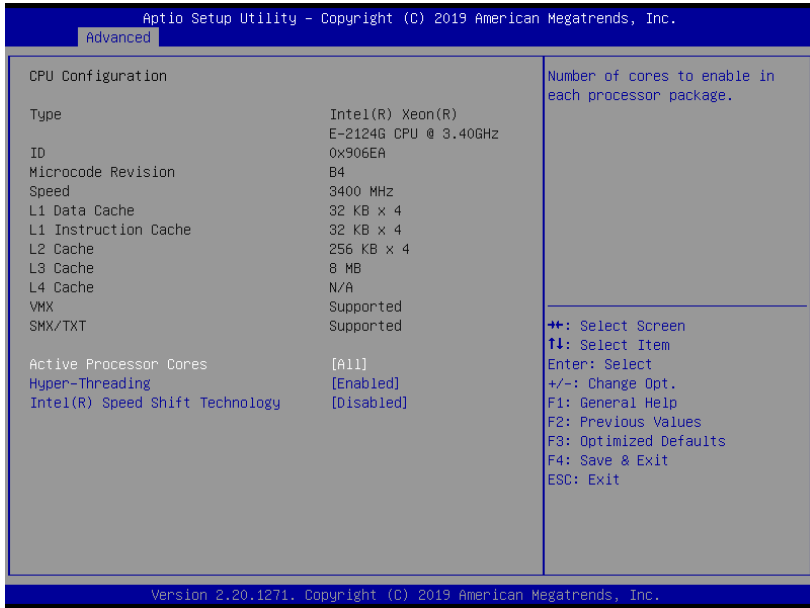 Aptio Setup Utility – Copyright (C) 2019 American Megatrends, Inc.
Advanced
CPU Configuration
Type Intel(R) Xeon(R)
E-2124G CPU @ 3.40GHz
ID 0x906EA
Microcode Revision B4
Speed 3400 MHz
L1 Data Cache 32 KB x 4
L1 Instruction Cache 32 KB x 4
L2 Cache 256 KB x 4
L3 Cache 8 MB
L4 Cache N/A
VMX Supported
SMX/TXT Supported
Active Processor Cores [All]
Hyper-Threading [Enabled]
Intel(R) Speed Shift Technology [Disabled]
Number of cores to enable in
each processor package.
→←: Select Screen
↑↓: Select Item
Enter: Select
+/-: Change Opt.
F1: General Help
F2: Previous Values
F3: Optimized Defaults
F4: Save & Exit
ESC: Exit
Version 2.20.1271. Copyright (C) 2019 American Megatrends, Inc.